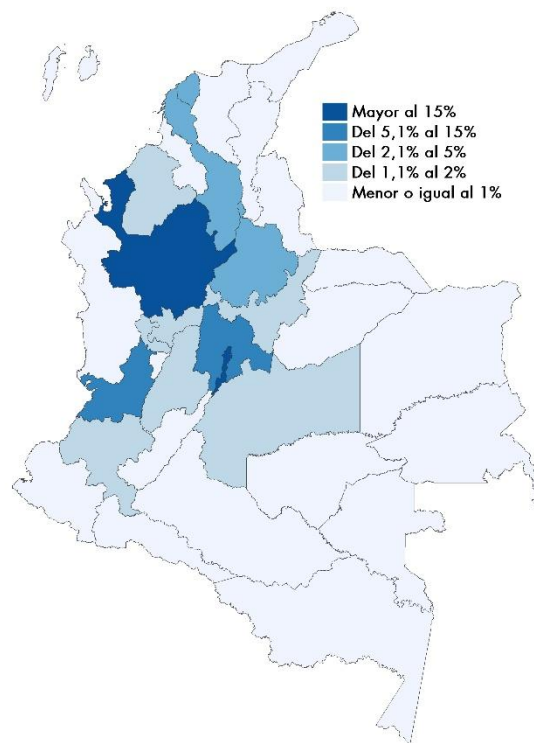 Mayor al 15%
Del 5,1% al 15%
Del 2,1% al 5%
Del 1,1% al 2%
Menor o igual al 1%